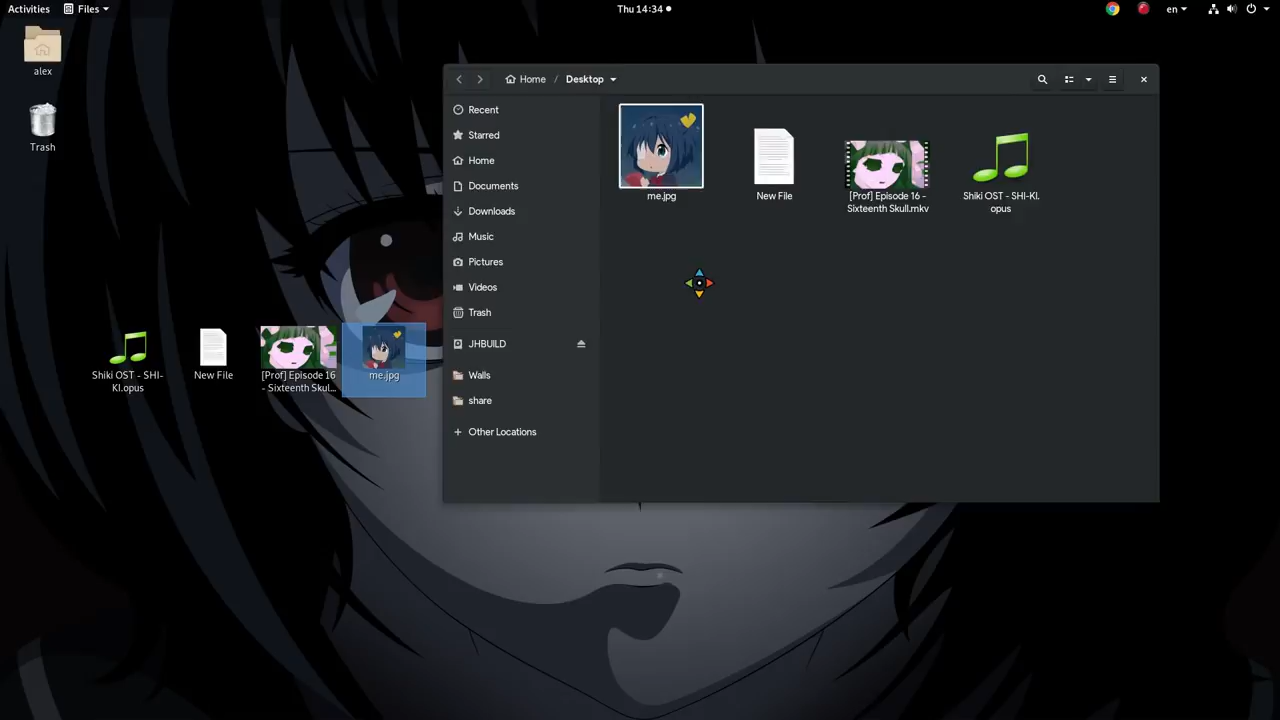 Activities
Files
Thu 14:34
en
alex
Trash
Home / Desktop
Recent
Starred
Home
Documents
Downloads
Music
Pictures
Videos
Trash
JHBUILD
Walls
share
+ Other Locations
me.jpg
New File
[Prof] Episode 16 -
Sixteenth Skull.mkv
Shiki OST - SHI-KI.
opus
Shiki OST - SHI-
KI.opus
New File
[Prof] Episode 16
- Sixteenth Skul...
me.jpg